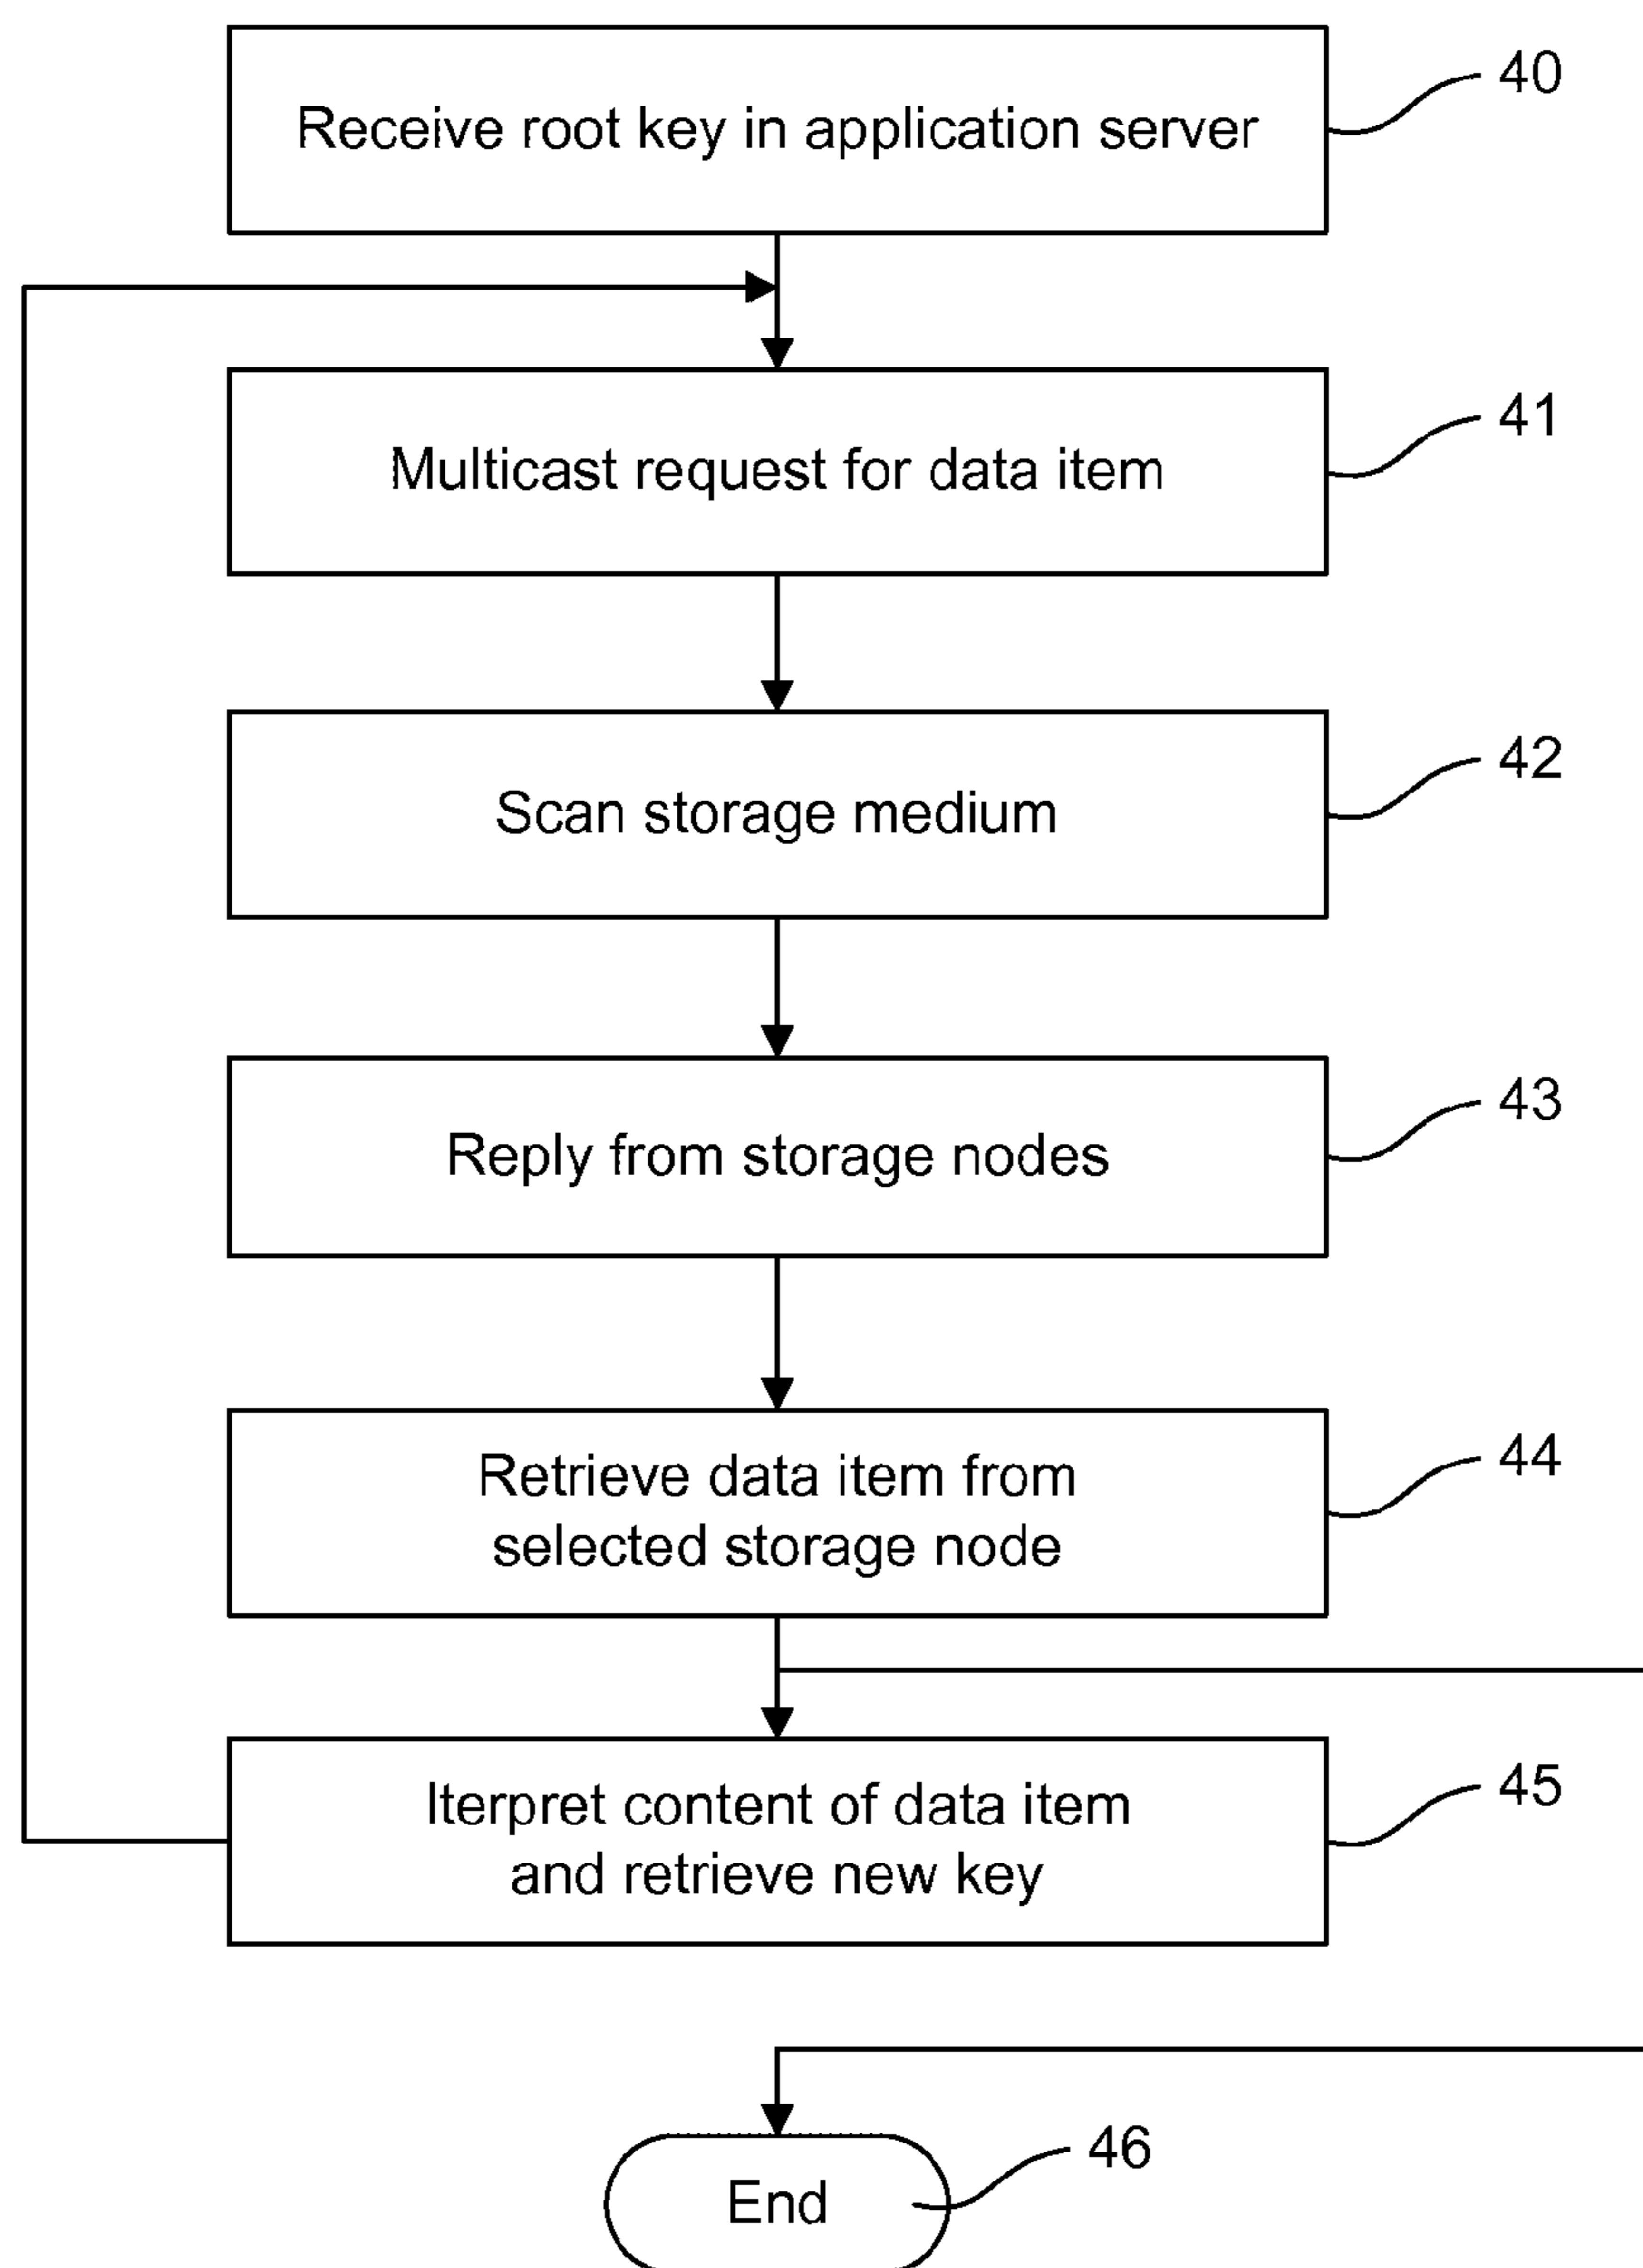 Receive root key in application server
40
Multicast request for data item
41
Scan storage medium
42
Reply from storage nodes
43
Retrieve data item from
selected storage node
44
Iterpret content of data item
and retrieve new key
45
End
46